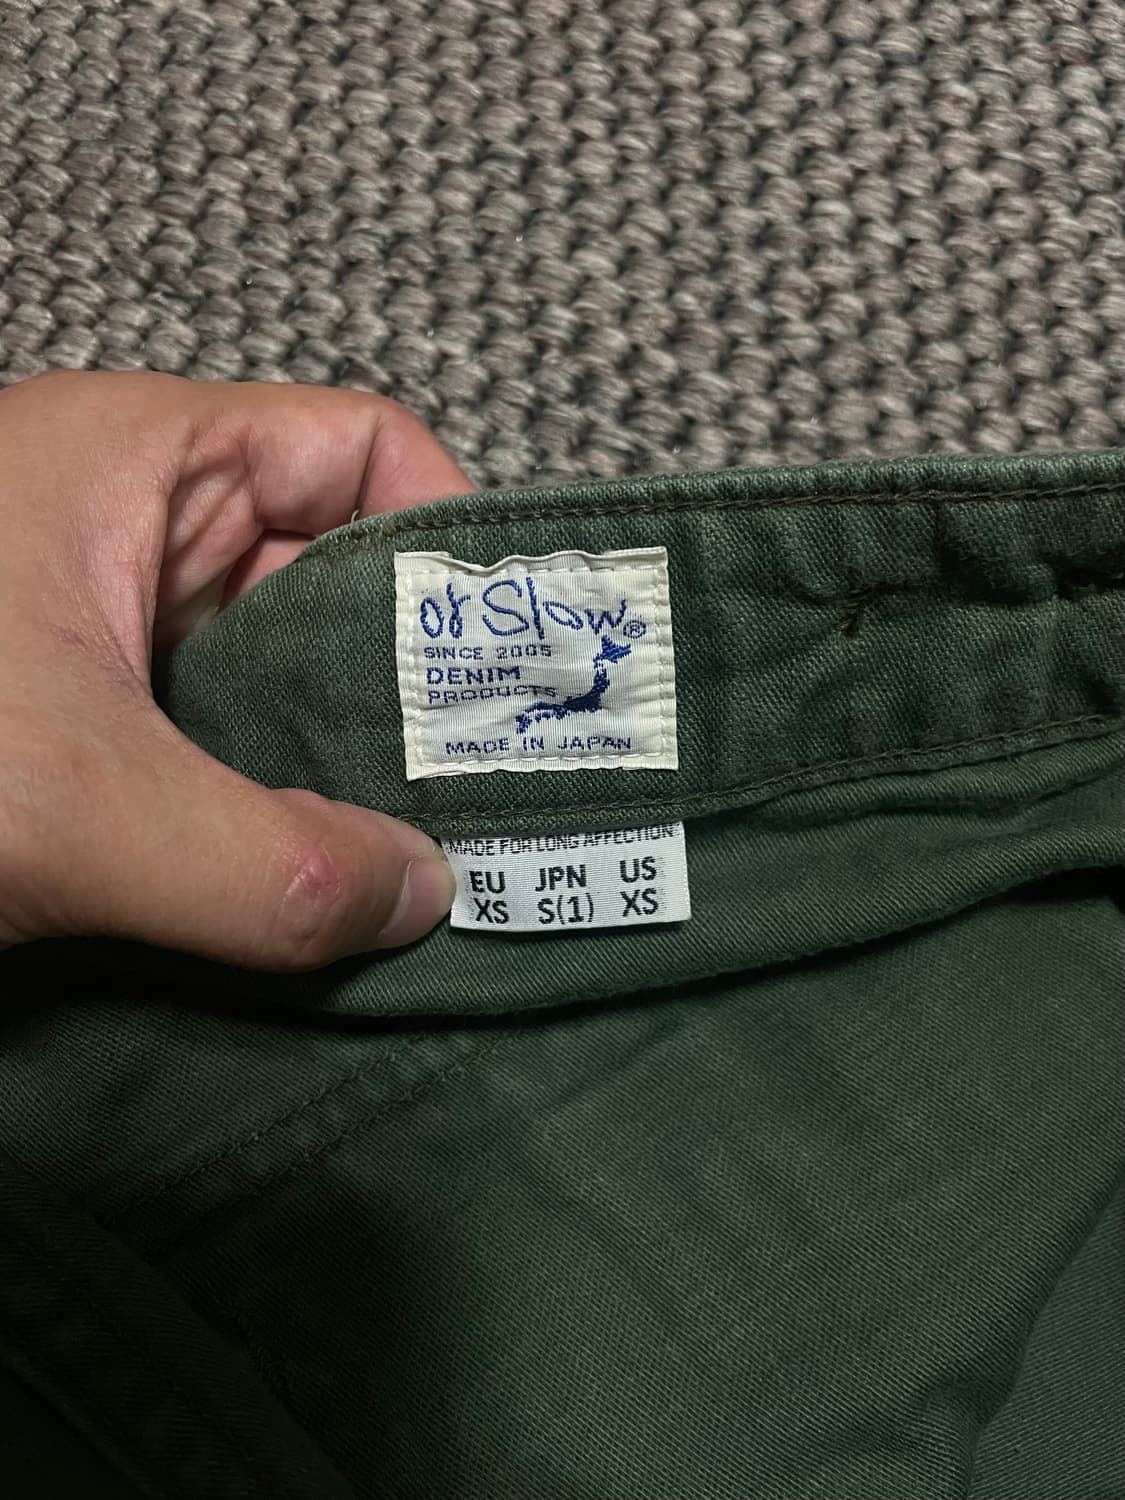 or Slow®
SINCE 2005
DENIM
PRODUCTS
MADE IN JAPAN
MADE FOR LONG AFFECTION
EU JPN US
XS S(1) XS